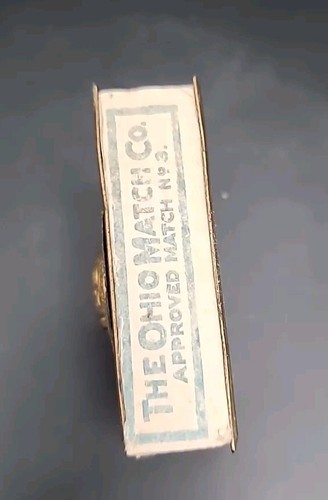 THE OHIO MATCH CO.
APPROVED MATCH Nº 3.